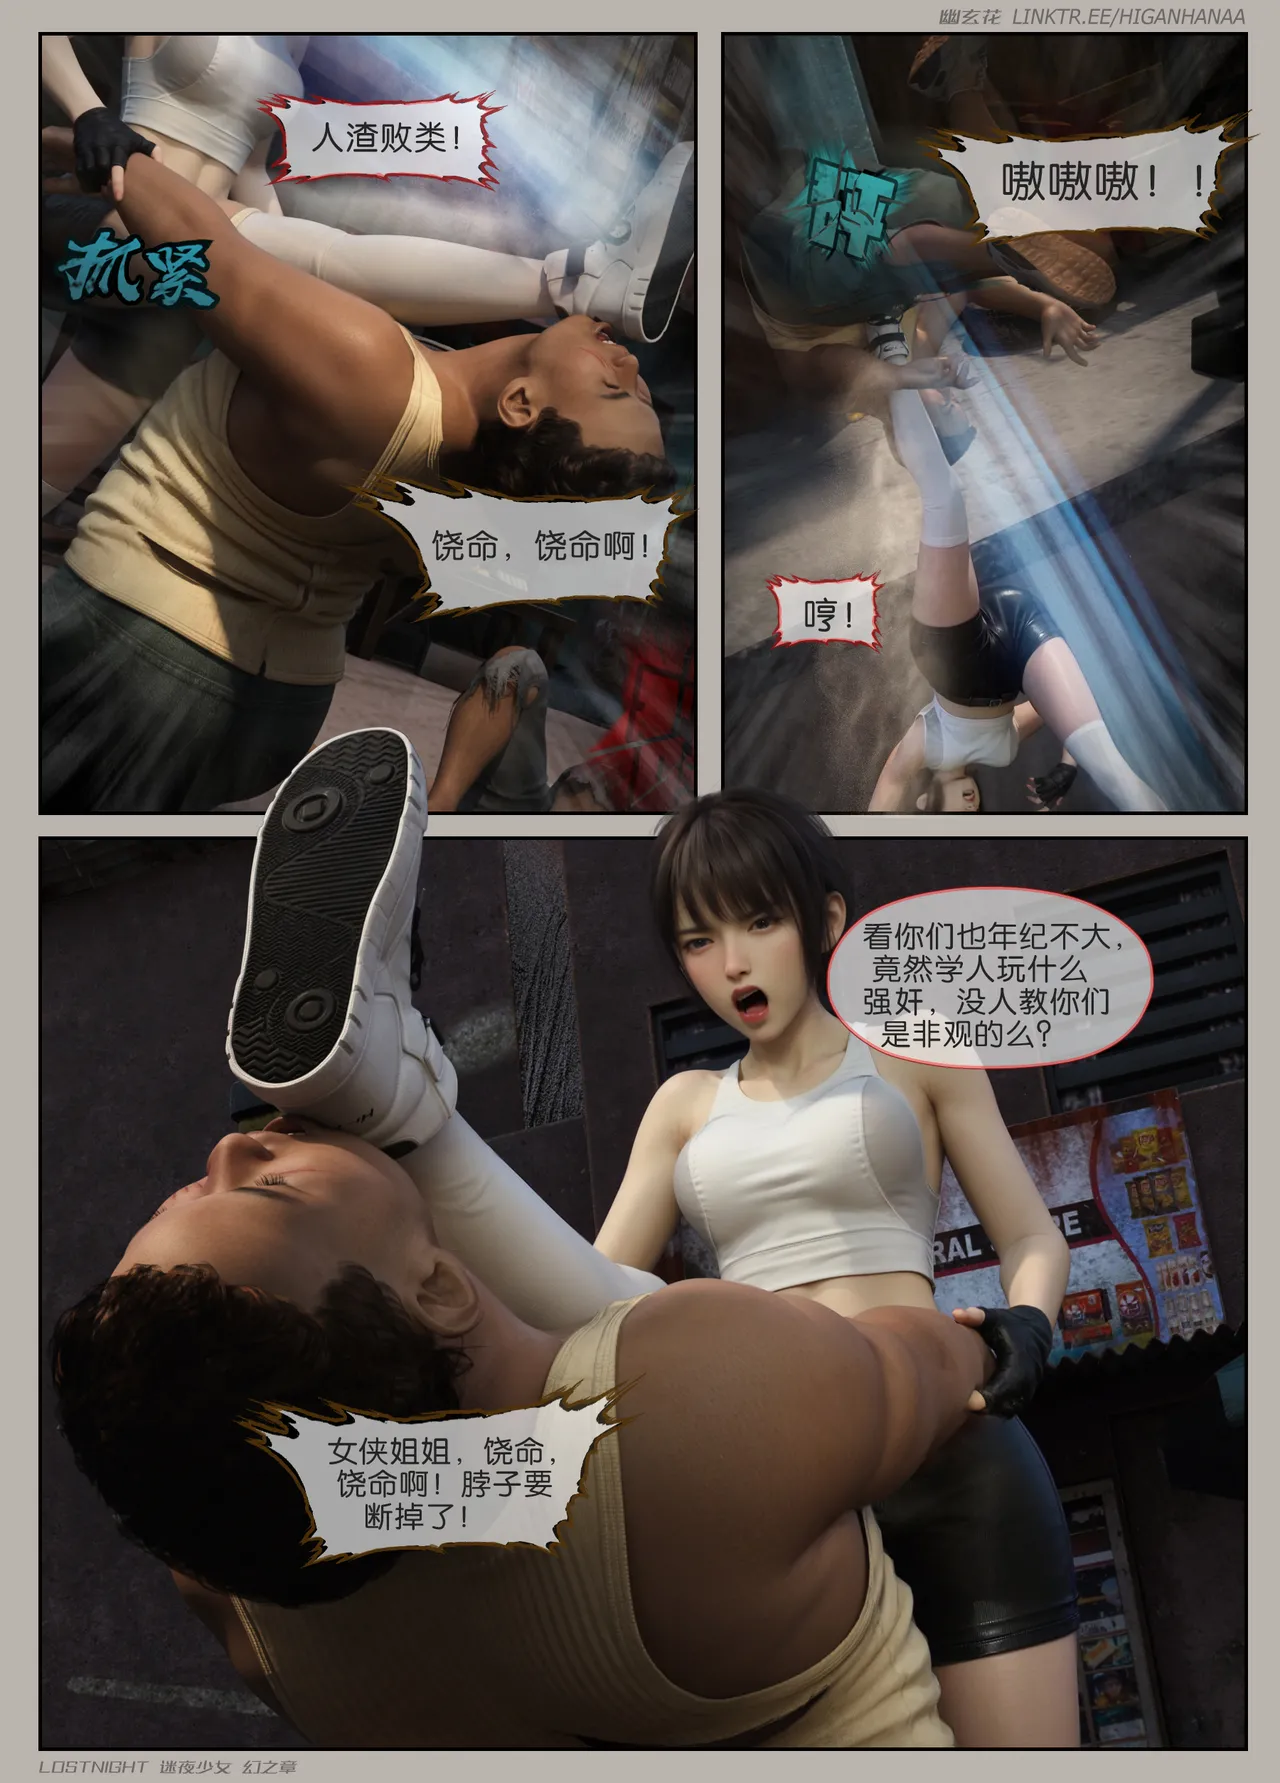 幽玄花 LINKTR.EE/HIGANHANAA
人渣败类！
抓紧
饶命，饶命啊！
嗷嗷嗷！！
哼！
看你们也年纪不大，
竟然学人玩什么
强奸，没人教你们
是非观的么？
女侠姐姐，饶命，
饶命啊！脖子要
断掉了！
LOSTNIGHT 迷夜少女 幻之章